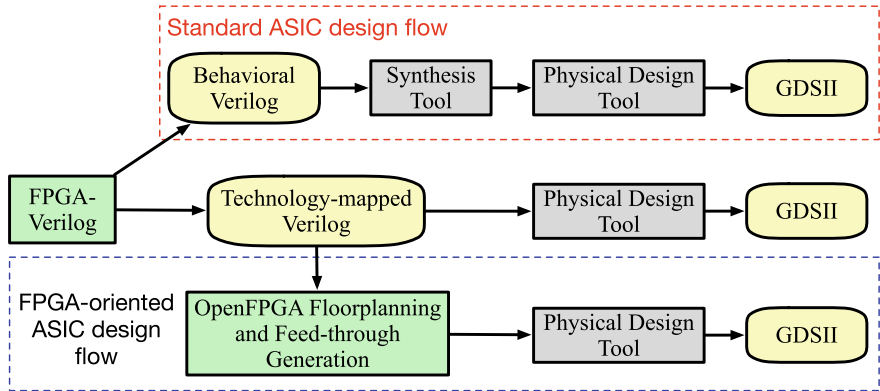 Standard ASIC design flow
Behavioral
Verilog
Synthesis
Tool
Physical Design
Tool
GDSII
FPGA-
Verilog
Technology-mapped
Verilog
Physical Design
Tool
GDSII
FPGA-oriented
ASIC design
flow
OpenFPGA Floorplanning
and Feed-through
Generation
Physical Design
Tool
GDSII